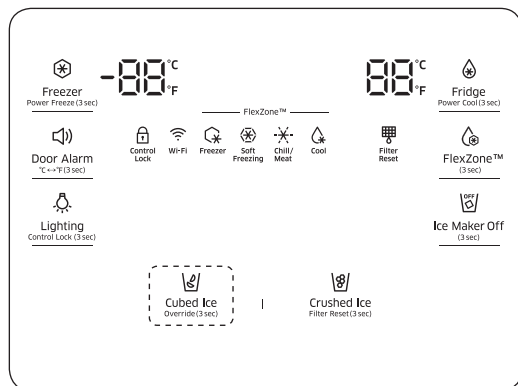 -88 °C °F
88 °C °F
Freezer
Power Freeze (3 sec)
Door Alarm
°C ↔ °F (3 sec)
Lighting
Control Lock (3 sec)
FlexZone™
Control Lock
Wi-Fi
Freezer
Soft Freezing
Chill/ Meat
Cool
Filter Reset
Fridge
Power Cool (3 sec)
FlexZone™
(3 sec)
OFF
Ice Maker Off
(3 sec)
Cubed Ice
Override (3 sec)
Crushed Ice
Filter Reset (3 sec)